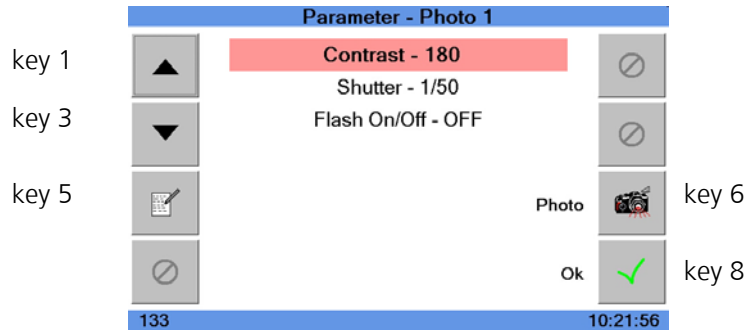 Parameter - Photo 1
key 1
Contrast - 180
Shutter - 1/50
key 3
Flash On/Off - OFF
key 5
Photo
key 6
Ok
key 8
133
10:21:56